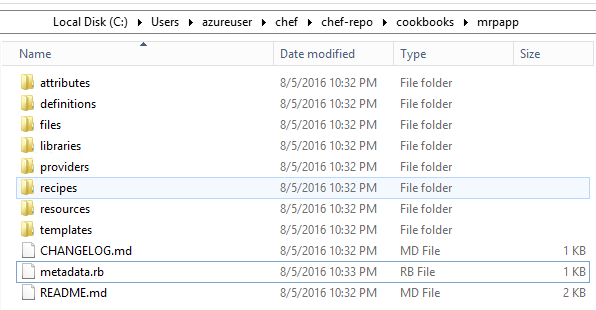 Local Disk (C:) ▸ Users ▸ azureuser ▸ chef ▸ chef-repo ▸ cookbooks ▸ mrpapp
Name Date modified Type Size
attributes 8/5/2016 10:32 PM File folder
definitions 8/5/2016 10:32 PM File folder
files 8/5/2016 10:32 PM File folder
libraries 8/5/2016 10:32 PM File folder
providers 8/5/2016 10:32 PM File folder
recipes 8/5/2016 10:32 PM File folder
resources 8/5/2016 10:32 PM File folder
templates 8/5/2016 10:32 PM File folder
CHANGELOG.md 8/5/2016 10:32 PM MD File 1 KB
metadata.rb 8/5/2016 10:33 PM RB File 1 KB
README.md 8/5/2016 10:32 PM MD File 2 KB